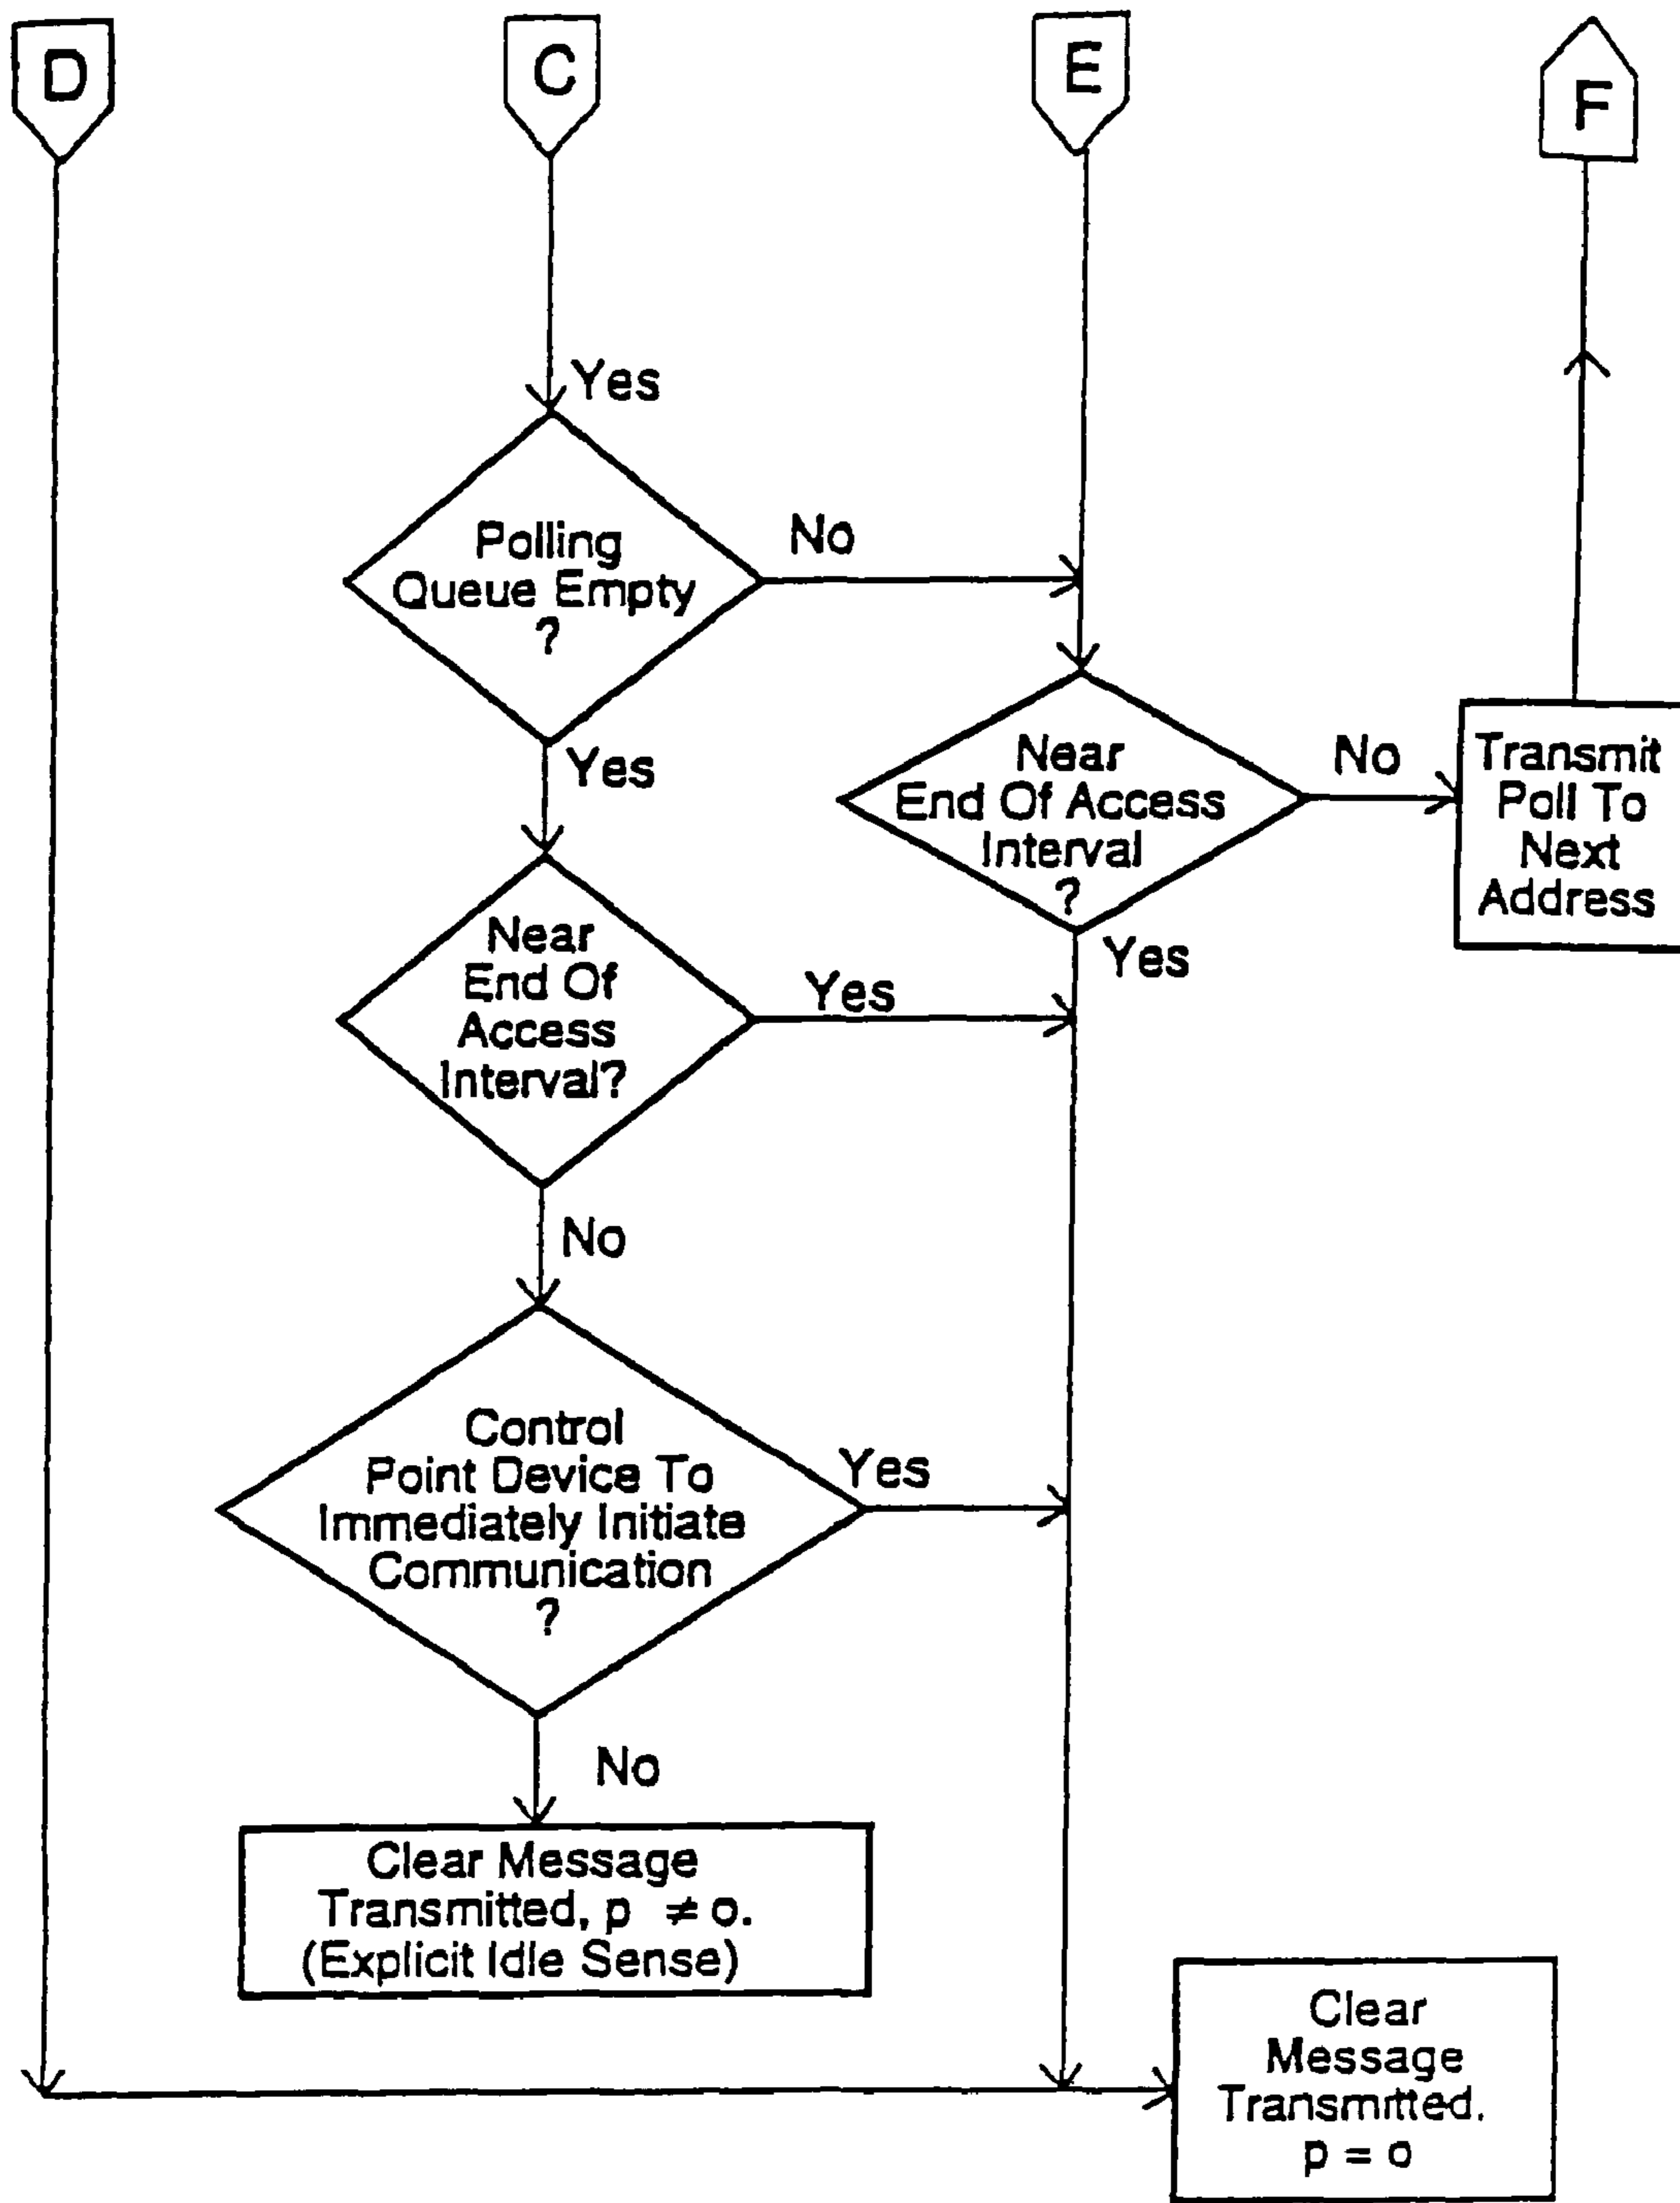 D
C
E
F
Yes
Polling
Queue Empty
?
No
Yes
Near
End Of Access
Interval
?
No
Yes
Transmit
Poll To
Next
Address
Near
End Of
Access
Interval?
Yes
No
Control
Point Device To
Immediately Initiate
Communication
?
Yes
No
Clear Message
Transmitted, p ≠ o.
(Explicit Idle Sense)
Clear
Message
Transmitted.
p = o